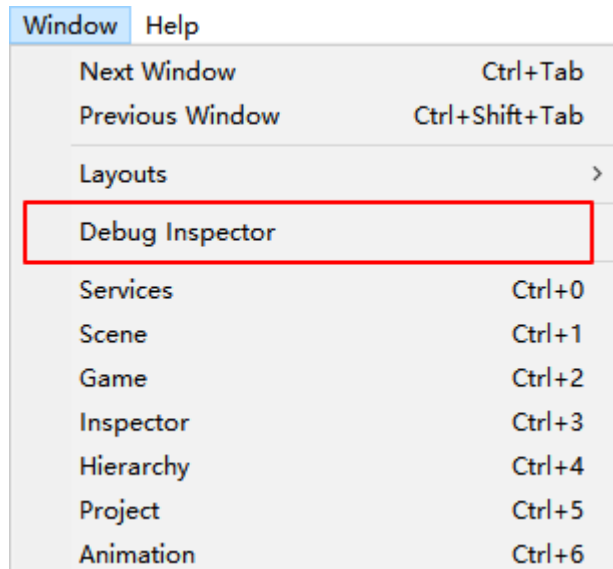 Window Help
Next Window Ctrl+Tab
Previous Window Ctrl+Shift+Tab
Layouts >
Debug Inspector
Services Ctrl+0
Scene Ctrl+1
Game Ctrl+2
Inspector Ctrl+3
Hierarchy Ctrl+4
Project Ctrl+5
Animation Ctrl+6